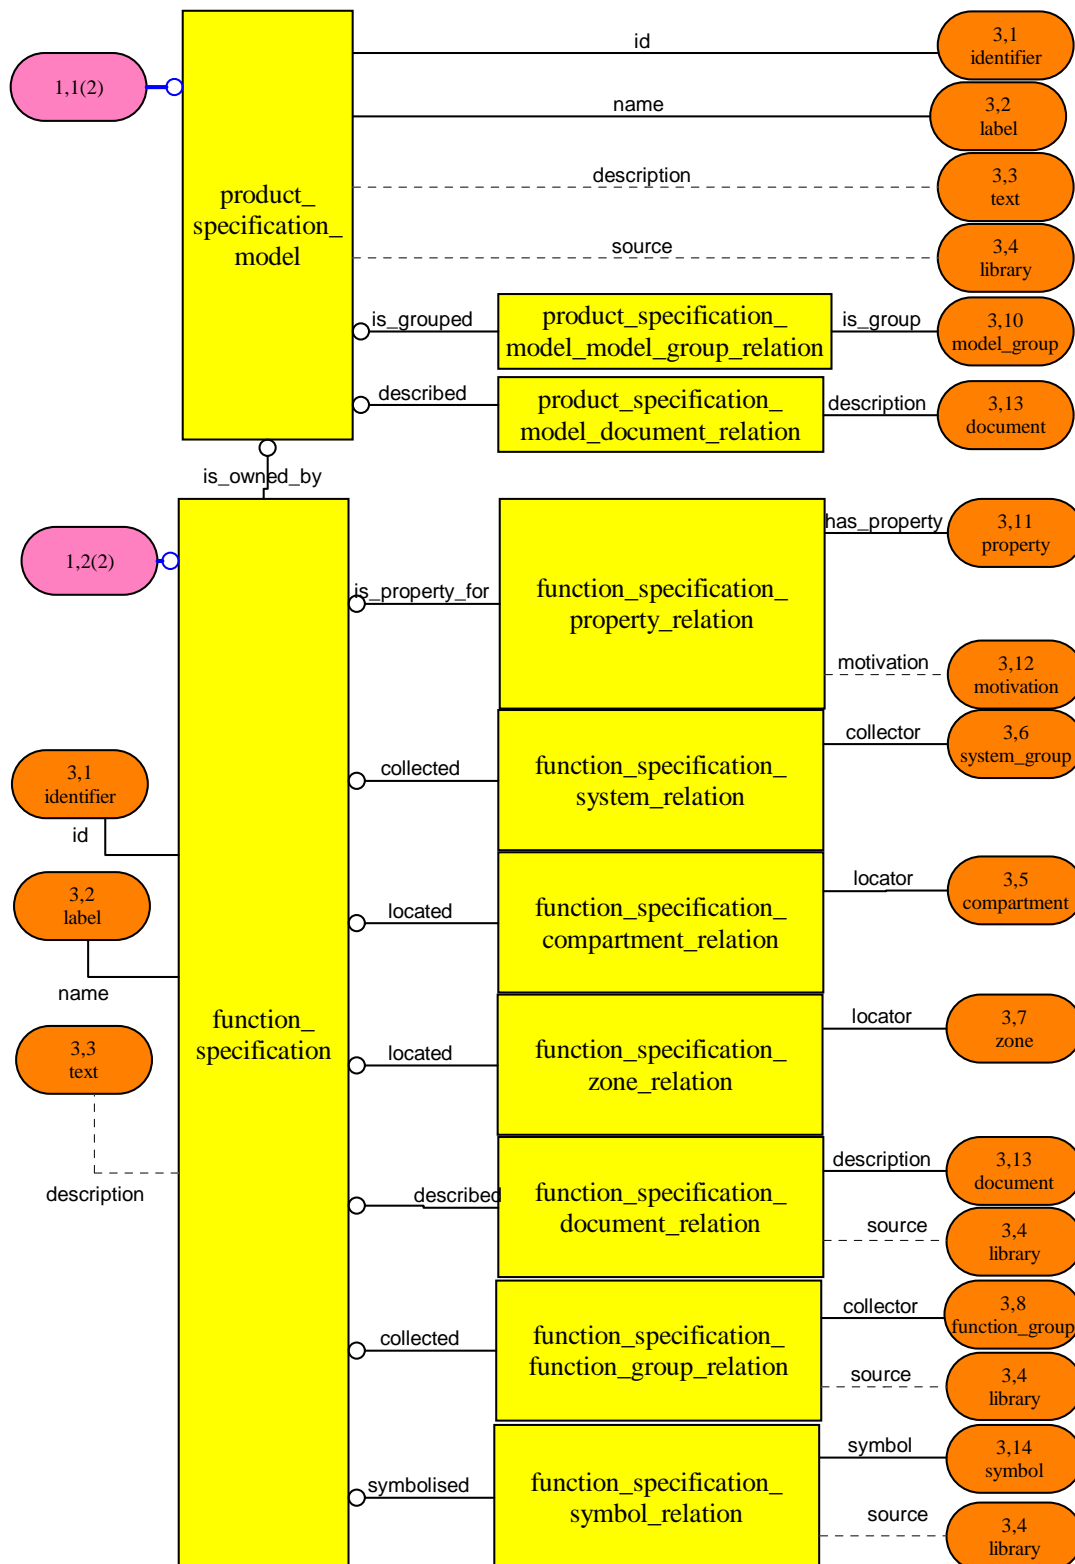 id
3,1
identifier
1,1(2)
name
3,2
label
description
3,3
text
product_
specification_
model
source
3,4
library
is_grouped
product_specification_
model_model_group_relation
is_group
3,10
model_group
described
product_specification_
model_document_relation
description
3,13
document
is_owned_by
1,2(2)
is_property_for
function_specification_
property_relation
has_property
3,11
property
motivation
3,12
motivation
collected
function_specification_
system_relation
collector
3,6
system_group
3,1
identifier
id
located
function_specification_
compartment_relation
locator
3,5
compartment
3,2
label
name
function_
specification
located
function_specification_
zone_relation
locator
3,7
zone
3,3
text
description
described
function_specification_
document_relation
description
3,13
document
source
3,4
library
collected
function_specification_
function_group_relation
collector
3,8
function_group
source
3,4
library
symbolised
function_specification_
symbol_relation
symbol
3,14
symbol
source
3,4
library